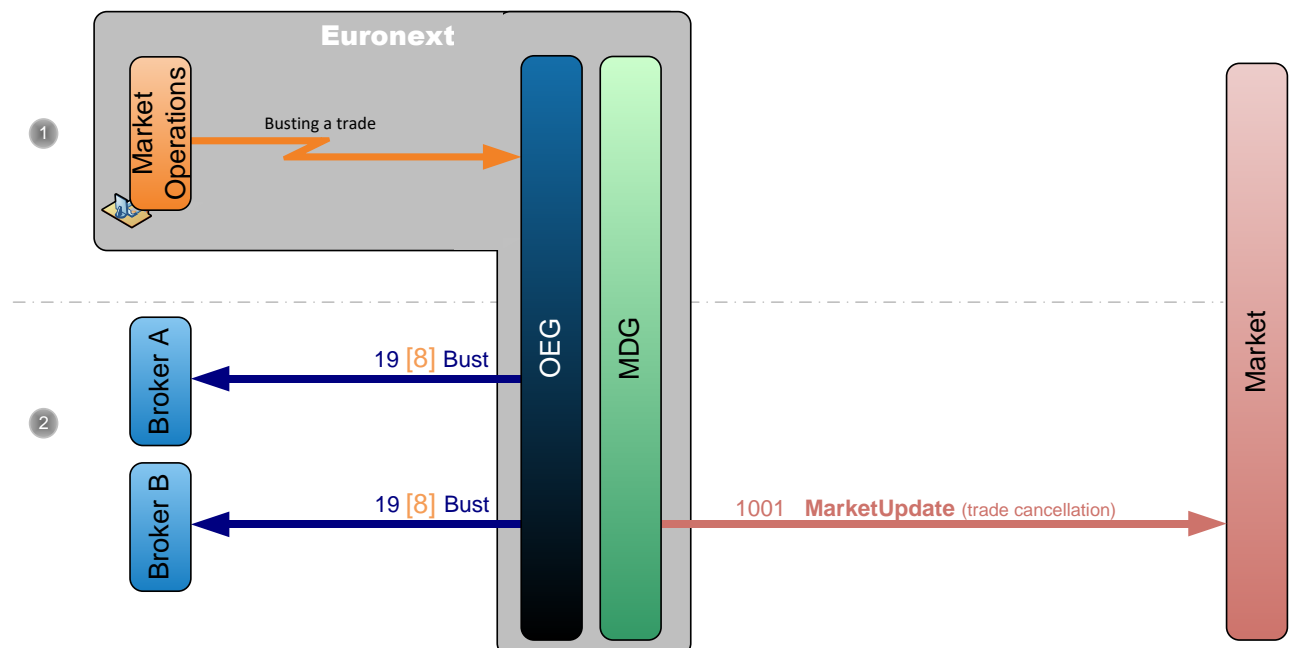 Euronext
1
Market
Operations
Busting a trade
OEG
MDG
Market
2
Broker A
19 [8] Bust
Broker B
19 [8] Bust
1001 MarketUpdate (trade cancellation)